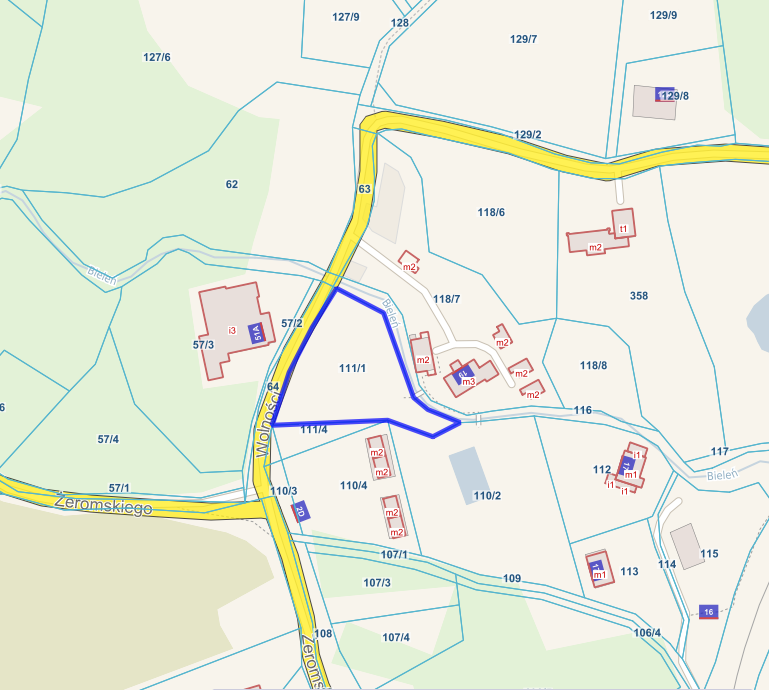 127/9
128
129/9
129/7
127/6
129/8
129/2
62
63
118/6
t1
m2
m2
Bieleń
118/7
358
57/2
Bieleń
i3
51A
57/3
m2
m2
111/1
m3
m2
118/8
m2
64
Wolności
6
116
111/4
57/4
m2
117
i1
112
m1
Bieleń
i1
i1
m2
57/1
110/3
110/4
110/2
Żeromskiego
2D
m2
m2
107/1
115
114
109
113
m1
107/3
16
108
107/4
106/4
Żeroms